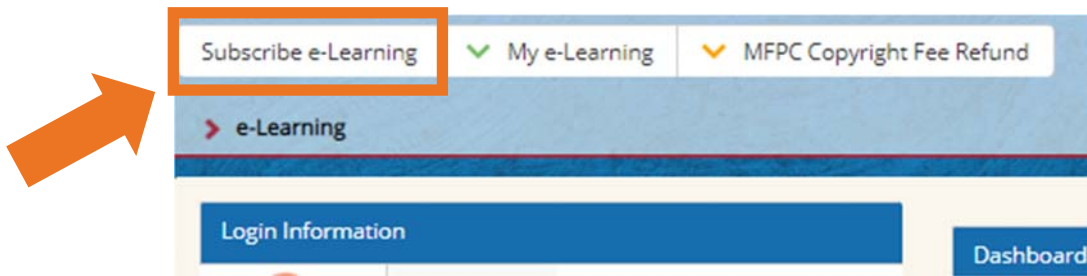 Subscribe e-Learning My e-Learning MFPC Copyright Fee Refund
e-Learning
Login Information
Dashboard